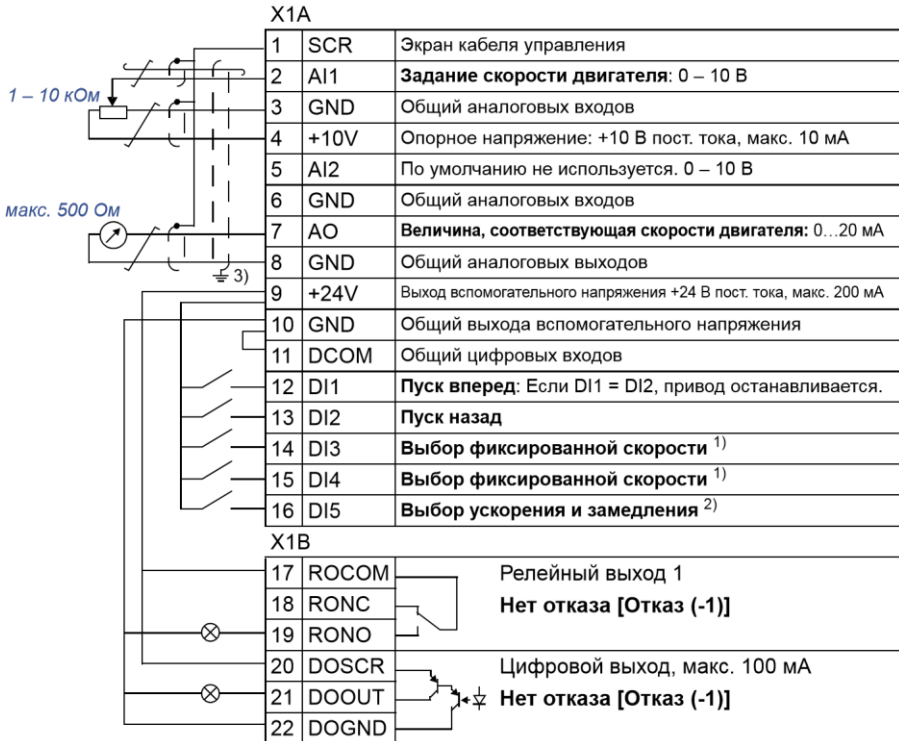 X1A
1 SCR Экран кабеля управления
2 AI1 Задание скорости двигателя: 0 – 10 В
1 – 10 кОм
3 GND Общий аналоговых входов
4 +10V Опорное напряжение: +10 В пост. тока, макс. 10 мА
5 AI2 По умолчанию не используется. 0 – 10 В
6 GND Общий аналоговых входов
макс. 500 Ом
7 AO Величина, соответствующая скорости двигателя: 0...20 мА
8 GND Общий аналоговых выходов
3)
9 +24V Выход вспомогательного напряжения +24 В пост. тока, макс. 200 мА
10 GND Общий выхода вспомогательного напряжения
11 DCOM Общий цифровых входов
12 DI1 Пуск вперед: Если DI1 = DI2, привод останавливается.
13 DI2 Пуск назад
14 DI3 Выбор фиксированной скорости 1)
15 DI4 Выбор фиксированной скорости 1)
16 DI5 Выбор ускорения и замедления 2)
X1B
17 ROCOM Релейный выход 1
18 RONC Нет отказа [Отказ (-1)]
19 RONO
20 DOSCR Цифровой выход, макс. 100 мА
21 DOOUT Нет отказа [Отказ (-1)]
22 DOGND